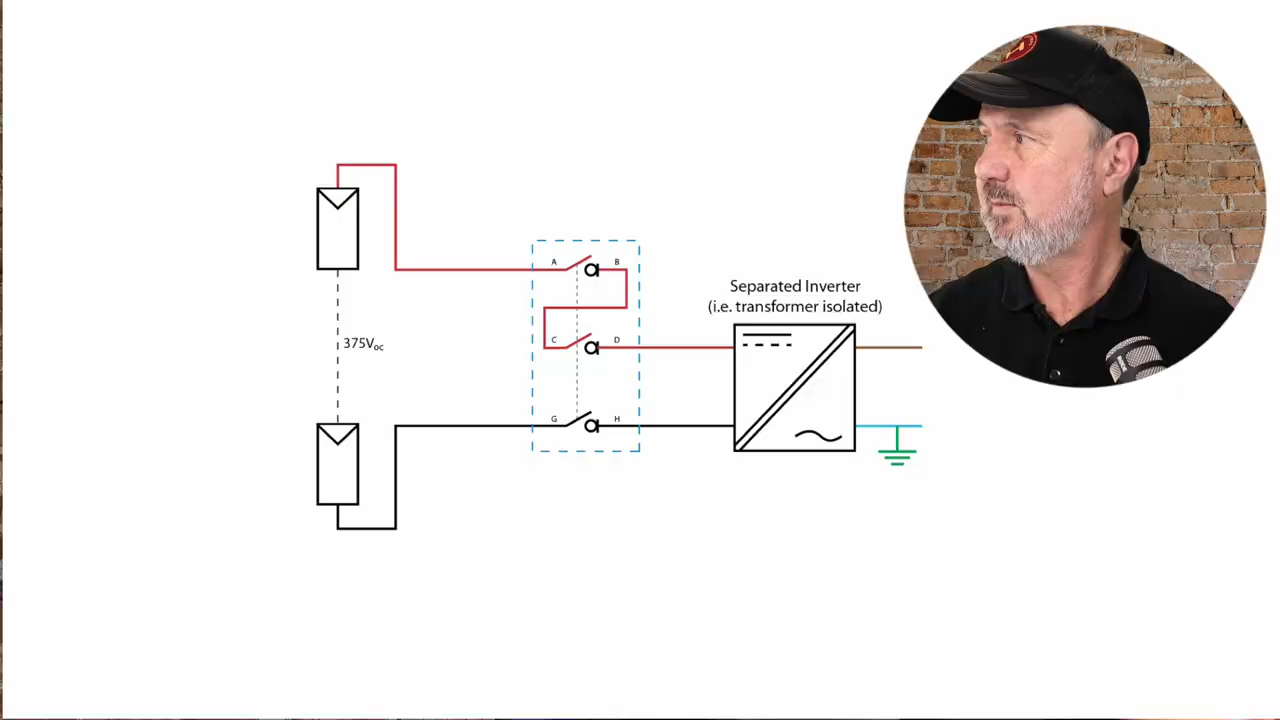 A
B
Separated Inverter
(i.e. transformer isolated)
375Voc
C
D
G
H